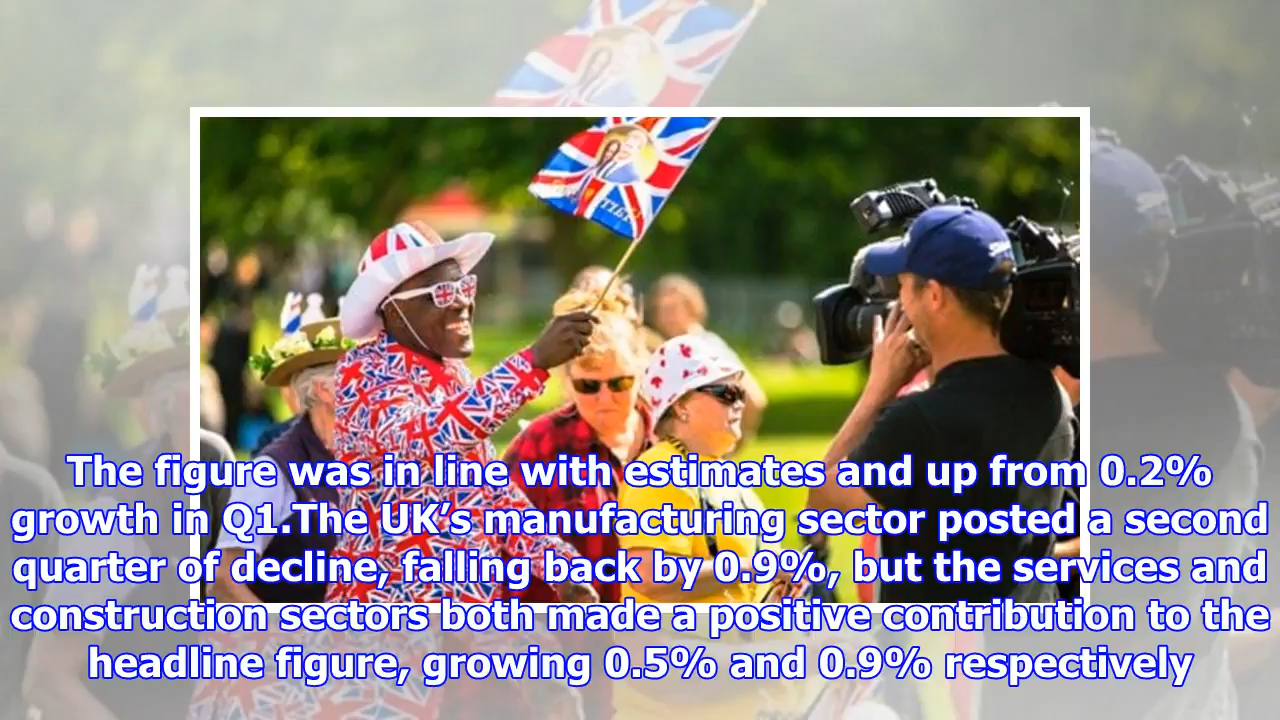 The figure was in line with estimates and up from 0.2%
growth in Q1.The UK’s manufacturing sector posted a second
quarter of decline, falling back by 0.9%, but the services and
construction sectors both made a positive contribution to the
headline figure, growing 0.5% and 0.9% respectively